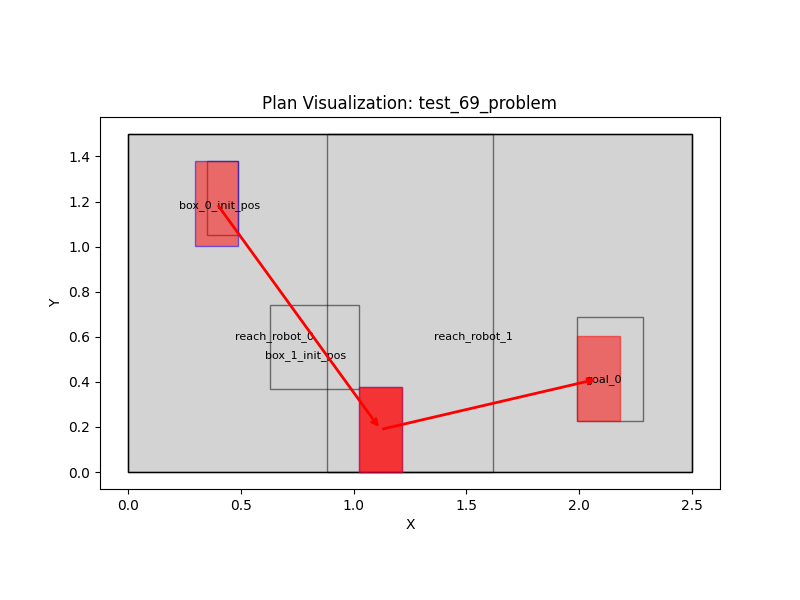 Plan Visualization: test_69_problem
1.4
1.2
1.0
0.8
0.6
0.4
0.2
0.0
Y
box_0_init_pos
reach_robot_0
reach_robot_1
box_1_init_pos
goal_0
0.0 0.5 1.0 1.5 2.0 2.5
X